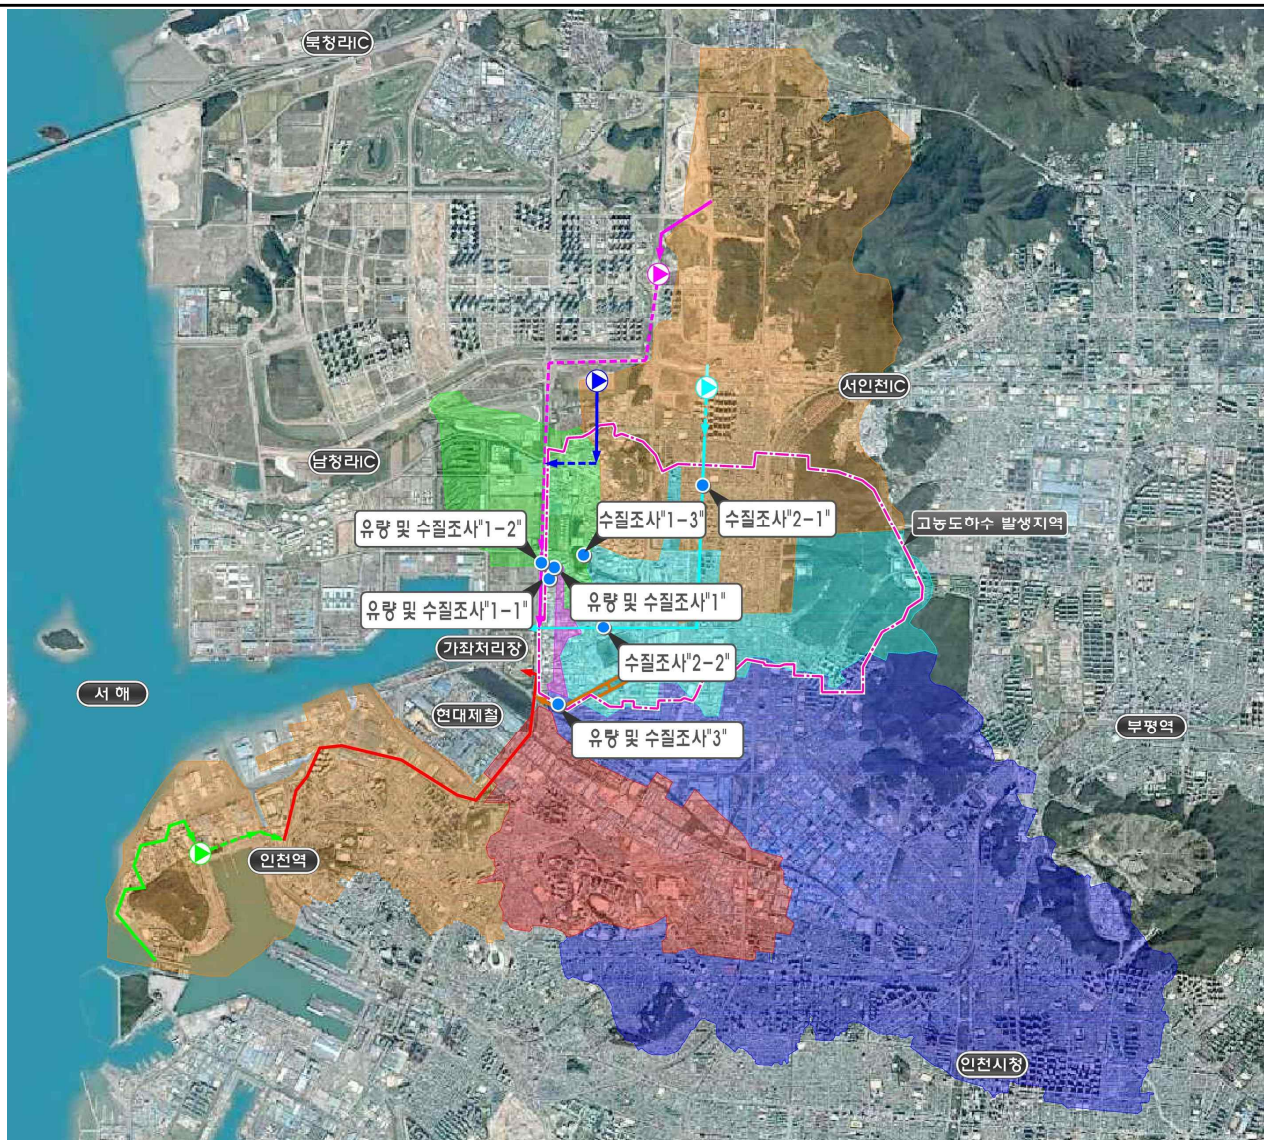 북청라IC
서인천IC
남청라IC
유량 및 수질조사"1-2"
수질조사"1-3"
수질조사"2-1"
고농도하수 발생지역
유량 및 수질조사"1-1"
유량 및 수질조사"1"
가좌처리장
수질조사"2-2"
서 해
현대제철
유량 및 수질조사"3"
부평역
인천역
인천시청